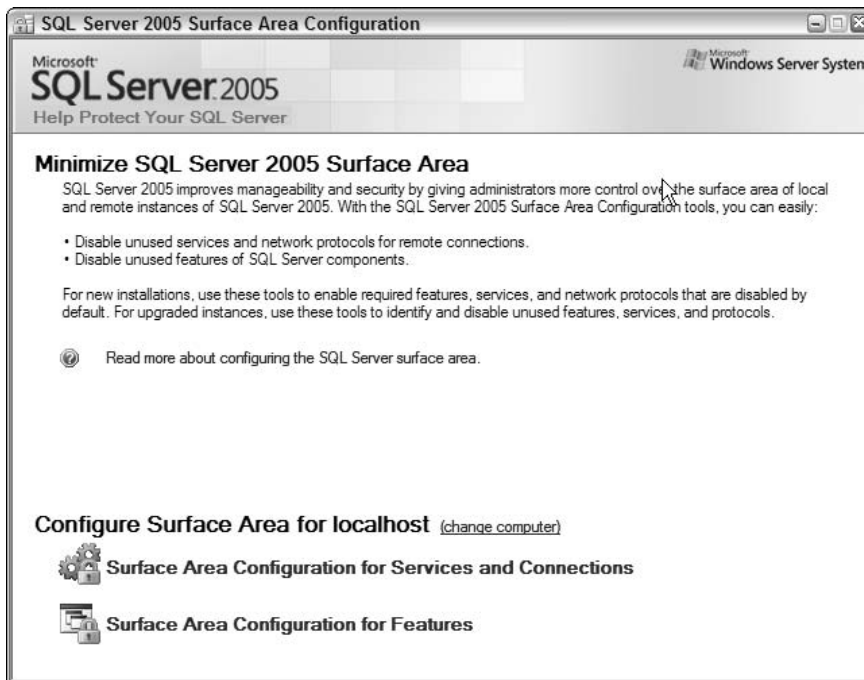 SQL Server 2005 Surface Area Configuration
Microsoft
SQL Server 2005
Help Protect Your SQL Server
Microsoft
Windows Server System
Minimize SQL Server 2005 Surface Area
SQL Server 2005 improves manageability and security by giving administrators more control over the surface area of local
and remote instances of SQL Server 2005. With the SQL Server 2005 Surface Area Configuration tools, you can easily:
• Disable unused services and network protocols for remote connections.
• Disable unused features of SQL Server components.
For new installations, use these tools to enable required features, services, and network protocols that are disabled by
default. For upgraded instances, use these tools to identify and disable unused features, services, and protocols.
Read more about configuring the SQL Server surface area.
Configure Surface Area for localhost (change computer)
Surface Area Configuration for Services and Connections
Surface Area Configuration for Features